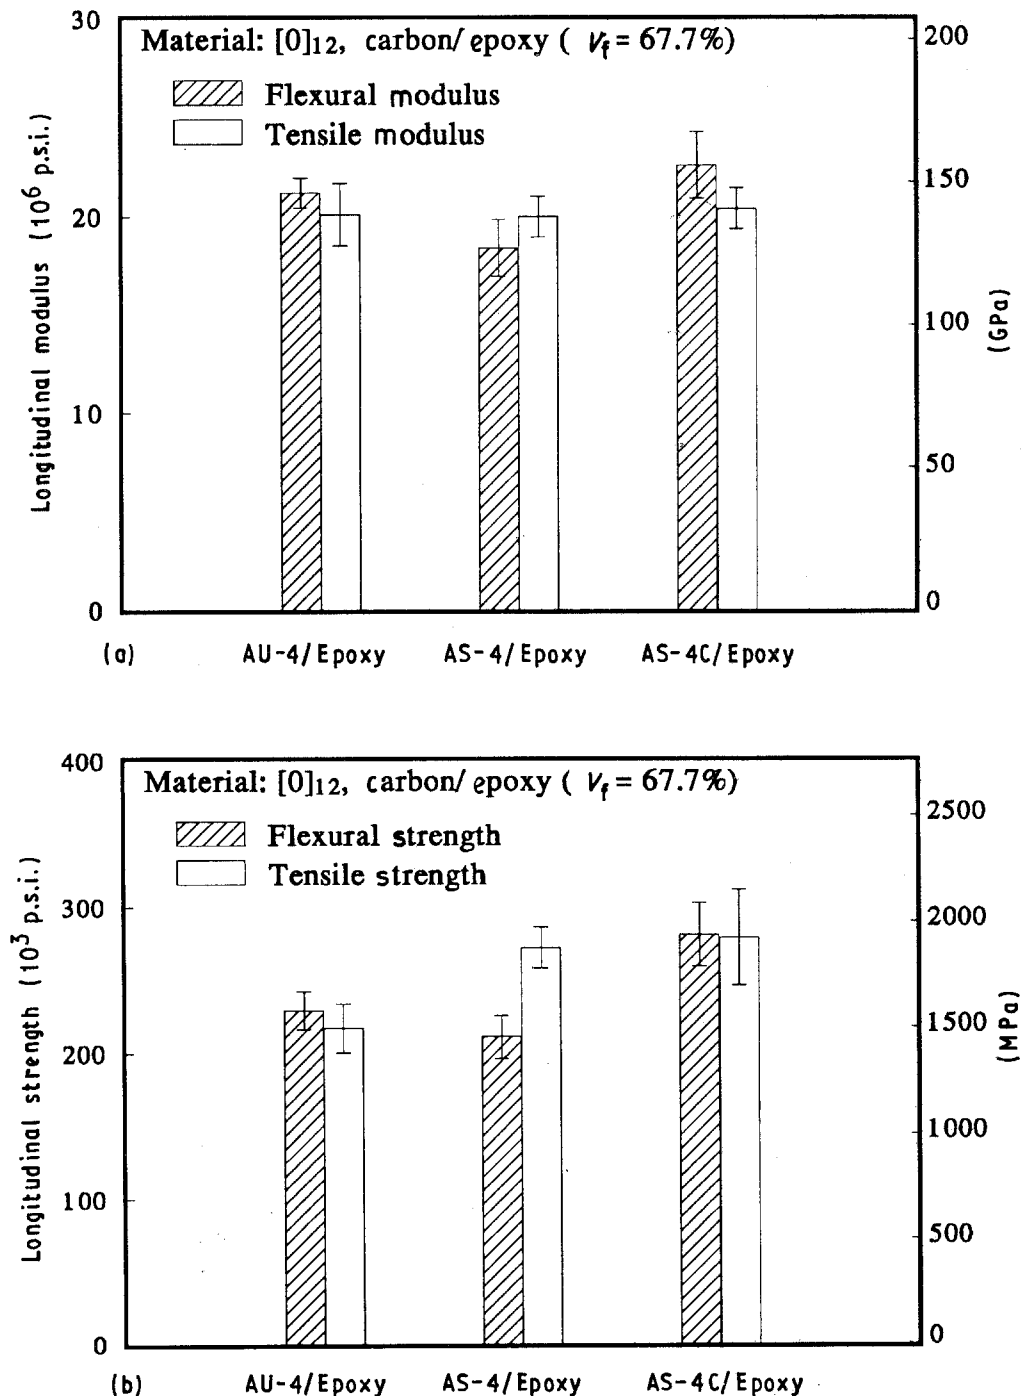 30
Material: [0]12, carbon/epoxy ( Vf = 67.7%)
200
Flexural modulus
Tensile modulus
Longitudinal modulus (10^6 p.s.i.)
150
20
100
(GPa)
10
50
0
0
(a) AU-4/Epoxy AS-4/Epoxy AS-4C/Epoxy
400
Material: [0]12, carbon/epoxy ( Vf = 67.7%)
2500
Flexural strength
Tensile strength
Longitudinal strength (10^3 p.s.i.)
300
2000
1500
(MPa)
200
1000
100
500
0
0
(b) AU-4/Epoxy AS-4/Epoxy AS-4C/Epoxy